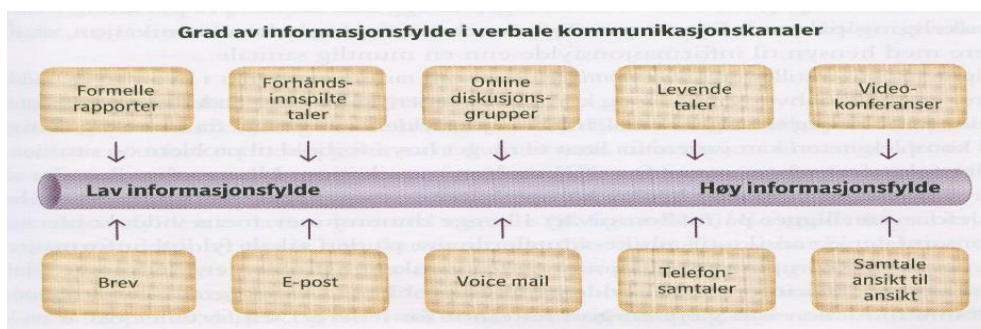 Grad av informasjonsfylde i verbale kommunikasjonskanaler
Formelle
rapporter
Forhånds-
innspilte
taler
Online
diskusjons-
grupper
Levende
taler
Video-
konferanser
Lav informasjonsfylde
Høy informasjonsfylde
Brev
E-post
Voice mail
Telefon-
samtaler
Samtale
ansikt til
ansikt